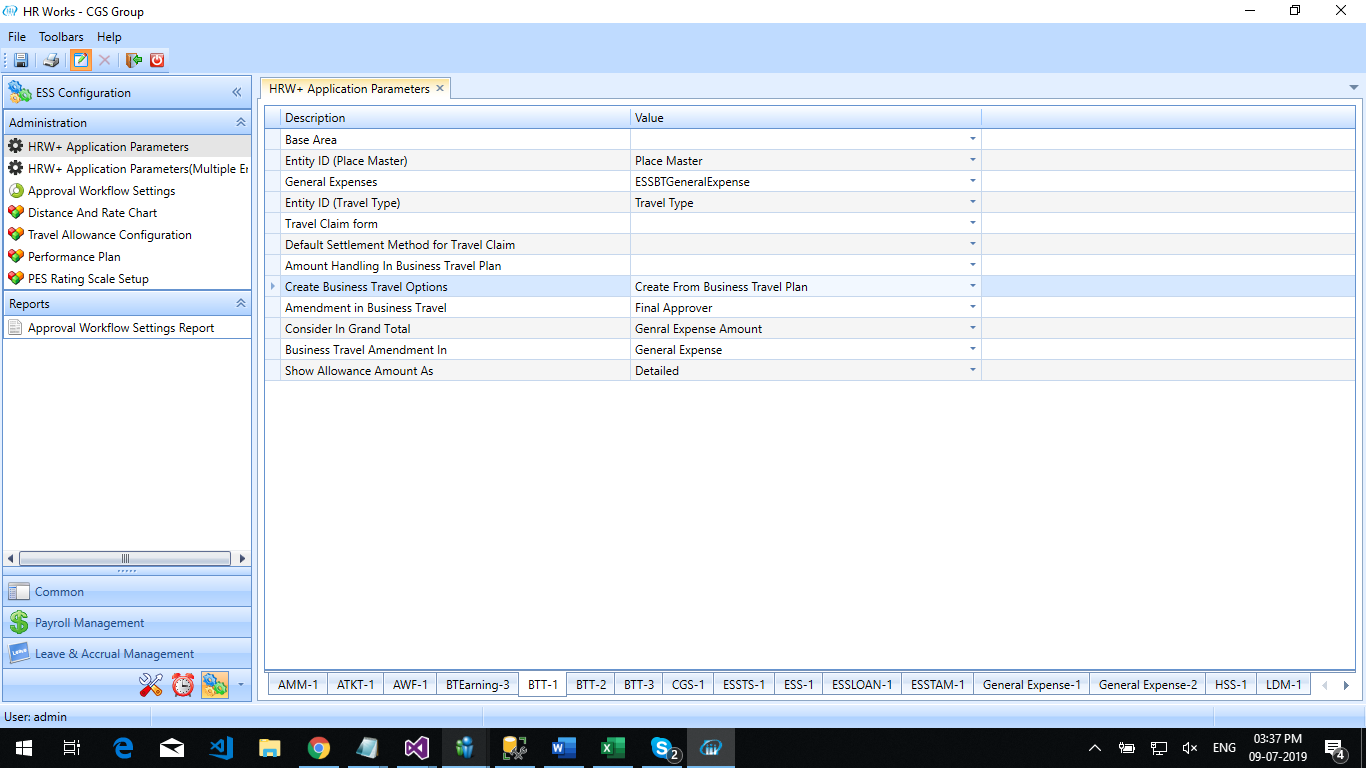 HR Works - CGS Group
File Toolbars Help
ESS Configuration
Administration
HRW+ Application Parameters
HRW+ Application Parameters(Multiple Er
Approval Workflow Settings
Distance And Rate Chart
Travel Allowance Configuration
Performance Plan
PES Rating Scale Setup
Reports
Approval Workflow Settings Report
Common
Payroll Management
Leave & Accrual Management
HRW+ Application Parameters
Description Value
Base Area
Entity ID (Place Master) Place Master
General Expenses ESSBTGeneralExpense
Entity ID (Travel Type) Travel Type
Travel Claim form
Default Settlement Method for Travel Claim
Amount Handling In Business Travel Plan
Create Business Travel Options Create From Business Travel Plan
Amendment in Business Travel Final Approver
Consider In Grand Total Genral Expense Amount
Business Travel Amendment In General Expense
Show Allowance Amount As Detailed
AMM-1 ATKT-1 AWF-1 BTEarning-3 BTT-1 BTT-2 BTT-3 CGS-1 ESSTS-1 ESS-1 ESSLOAN-1 ESSTAM-1 General Expense-1 General Expense-2 HSS-1 LDM-1
User: admin
2
ENG
03:37 PM
09-07-2019
4